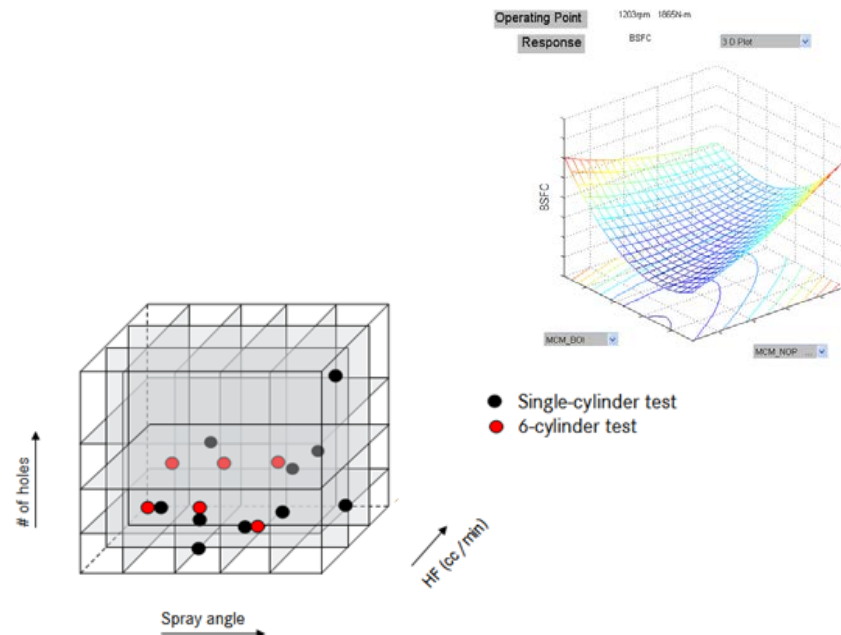 Operating Point 1203rpm 1865N-m
Response BSFC 3 D Plot
BSFC
MCM_BOI
MCM_NOP ...
Single-cylinder test
6-cylinder test
# of holes
HF (cc/min)
Spray angle